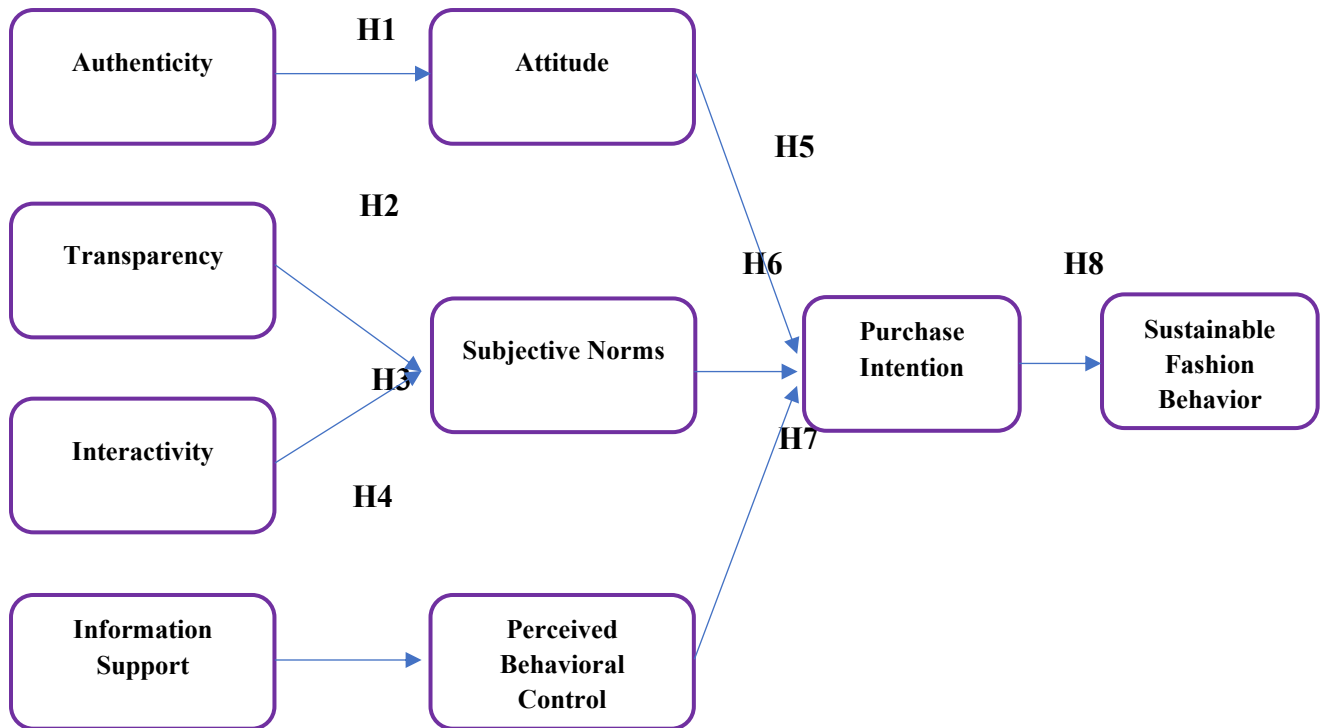 H1
Authenticity
Attitude
H5
H2
Transparency
H6
H8
Subjective Norms
Purchase
Intention
Sustainable
Fashion
Behavior
H3
Interactivity
H7
H4
Information
Support
Perceived
Behavioral
Control